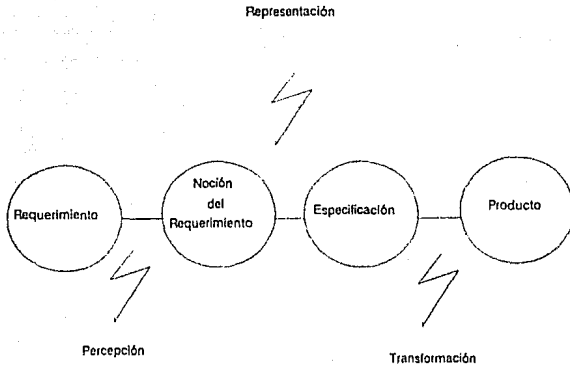 Representación
Requerimiento
Noción
del
Requerimiento
Especificación
Producto
Percepción
Transformación